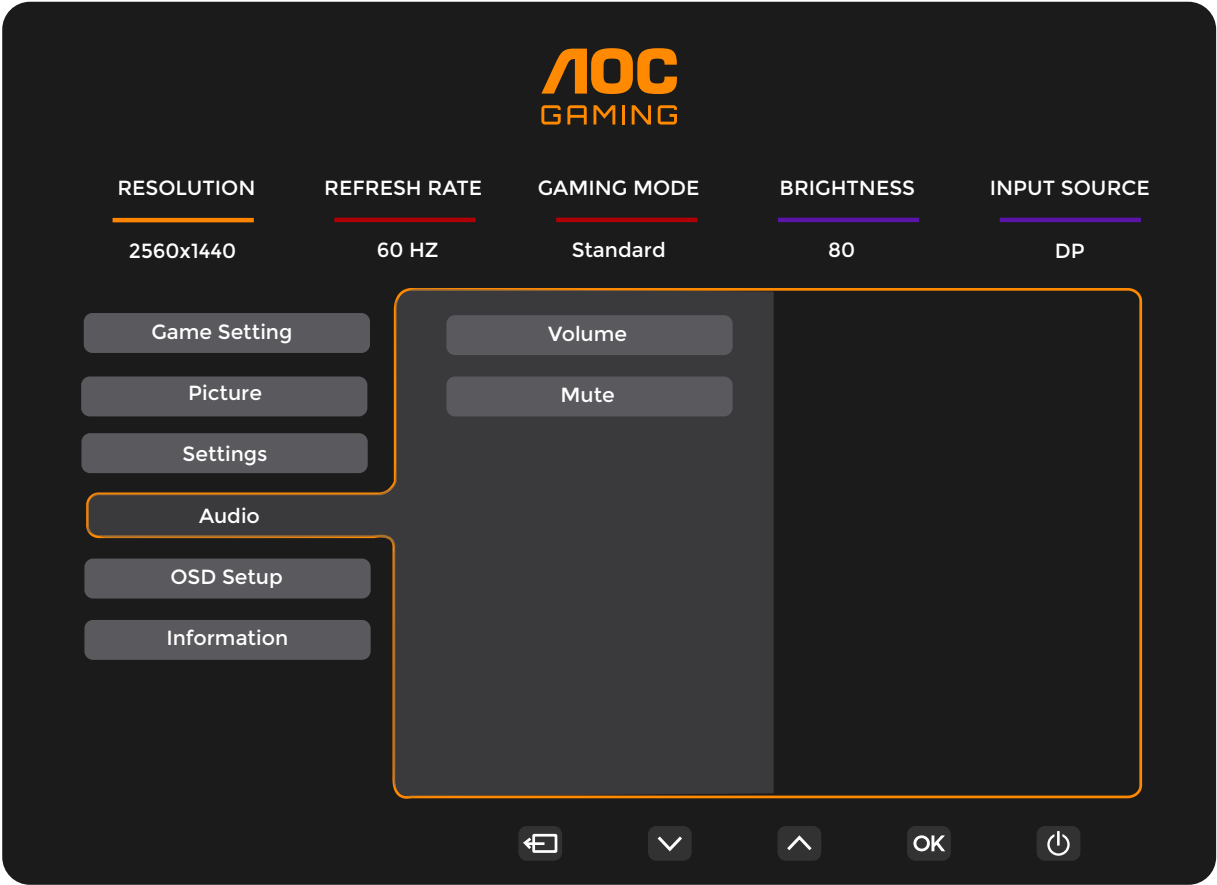 AOC
GAMING
RESOLUTION REFRESH RATE GAMING MODE BRIGHTNESS INPUT SOURCE
2560x1440 60 HZ Standard 80 DP
Game Setting Volume
Picture Mute
Settings
Audio
OSD Setup
Information
OK